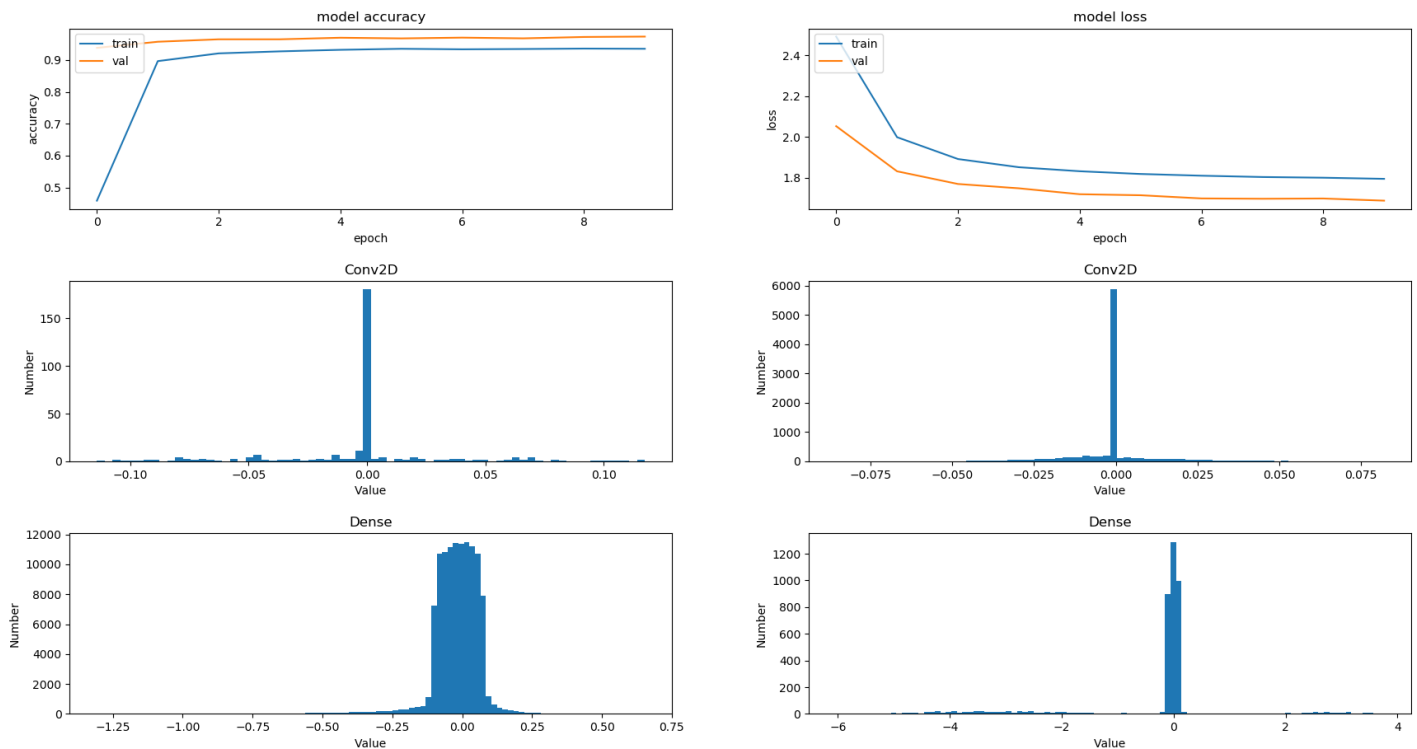 model accuracy
train
val
0.9
0.8
0.7
0.6
0.5
accuracy
0 2 4 6 8
epoch
model loss
train
val
2.4
2.2
2.0
1.8
loss
0 2 4 6 8
epoch
Conv2D
150
100
50
0
Number
−0.10 −0.05 0.00 0.05 0.10
Value
Conv2D
6000
5000
4000
3000
2000
1000
0
Number
−0.075 −0.050 −0.025 0.000 0.025 0.050 0.075
Value
Dense
12000
10000
8000
6000
4000
2000
0
Number
−1.25 −1.00 −0.75 −0.50 −0.25 0.00 0.25 0.50 0.75
Value
Dense
1200
1000
800
600
400
200
0
Number
−6 −4 −2 0 2 4
Value